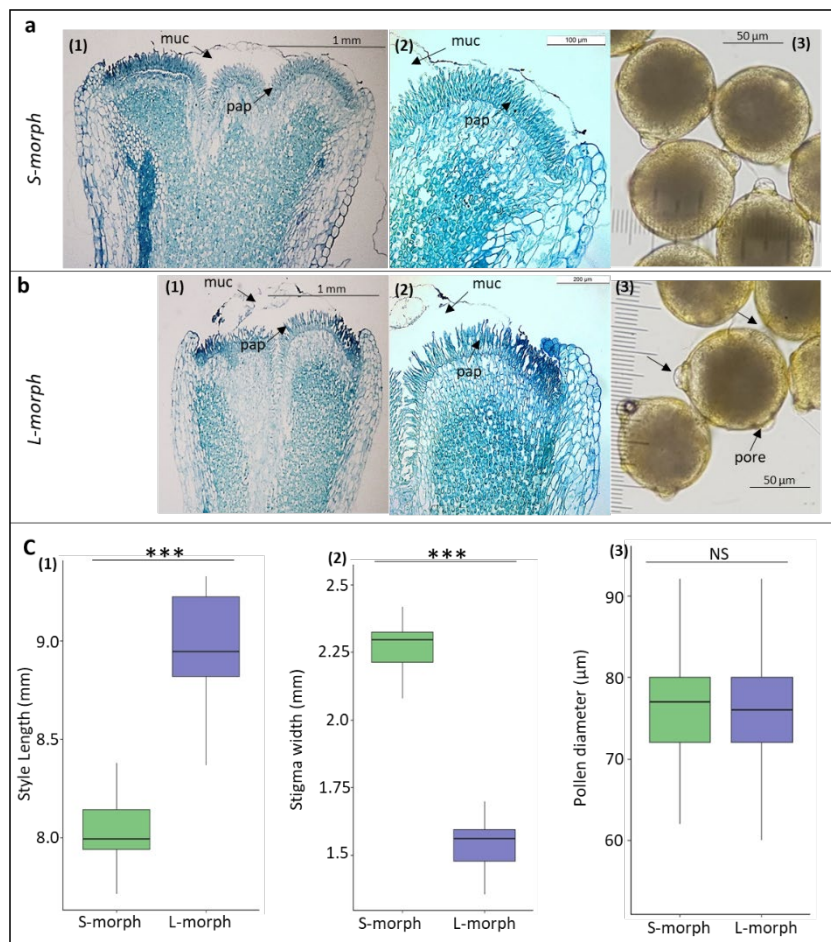 a
S-morph
(1)
muc
1 mm
pap
(2)
muc
100 µm
pap
50 µm
(3)
b
L-morph
(1)
muc
1 mm
pap
(2)
muc
200 µm
pap
(3)
pore
50 µm
C
(1)
***
Style Length (mm)
9.0
8.5
8.0
S-morph L-morph
(2)
***
Stigma width (mm)
2.5
2.25
2.0
1.75
1.5
S-morph L-morph
(3)
NS
Pollen diameter (µm)
90
80
70
60
S-morph L-morph